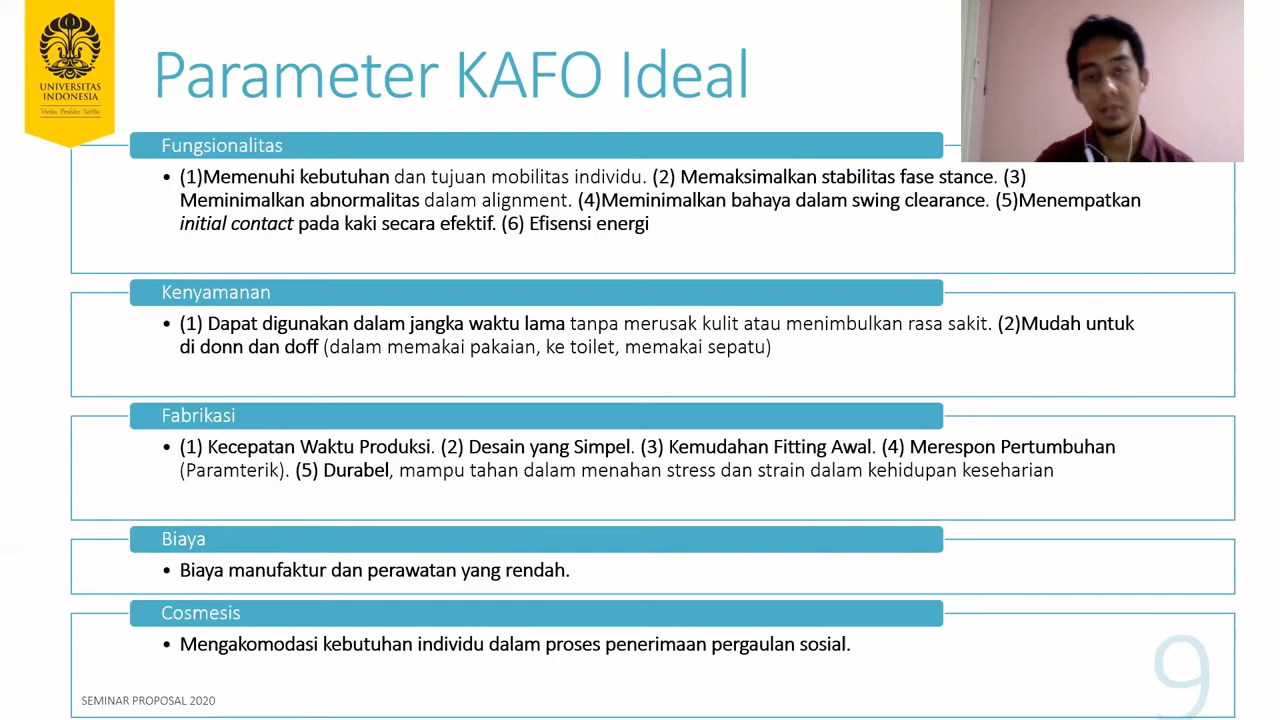 UNIVERSITAS
INDONESIA
Veritas, Probitas, Iustitia
Parameter KAFO Ideal
Fungsionalitas
• (1)Memenuhi kebutuhan dan tujuan mobilitas individu. (2) Memaksimalkan stabilitas fase stance. (3)
Meminimalkan abnormalitas dalam alignment. (4)Meminimalkan bahaya dalam swing clearance. (5)Menempatkan
initial contact pada kaki secara efektif. (6) Efisensi energi
Kenyamanan
• (1) Dapat digunakan dalam jangka waktu lama tanpa merusak kulit atau menimbulkan rasa sakit. (2)Mudah untuk
di donn dan doff (dalam memakai pakaian, ke toilet, memakai sepatu)
Fabrikasi
• (1) Kecepatan Waktu Produksi. (2) Desain yang Simpel. (3) Kemudahan Fitting Awal. (4) Merespon Pertumbuhan
(Paramterik). (5) Durabel, mampu tahan dalam menahan stress dan strain dalam kehidupan keseharian
Biaya
• Biaya manufaktur dan perawatan yang rendah.
Cosmesis
• Mengakomodasi kebutuhan individu dalam proses penerimaan pergaulan sosial.
SEMINAR PROPOSAL 2020
9